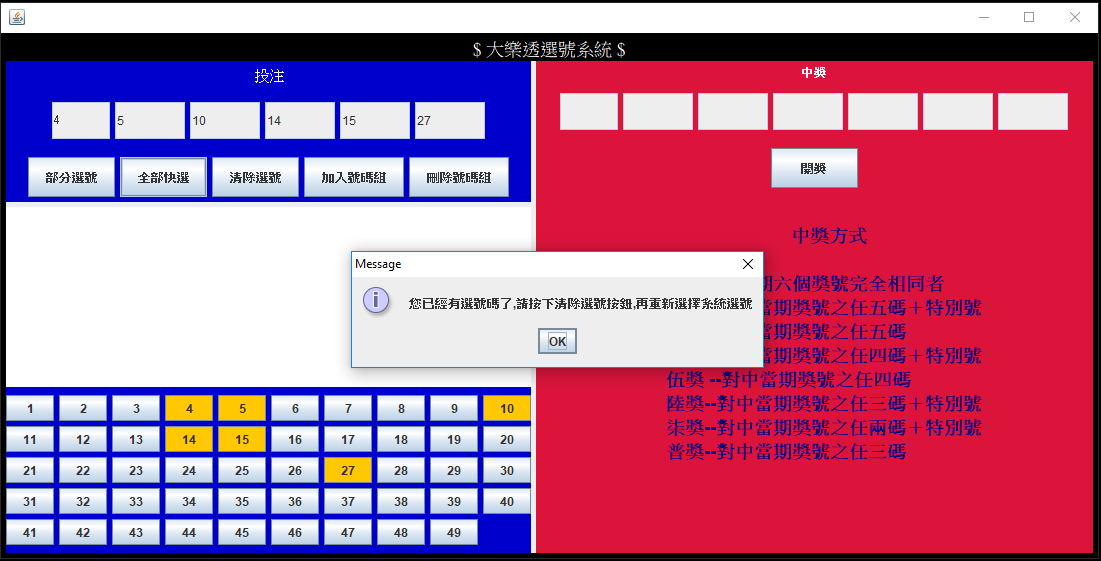 $ 大樂透選號系統 $
投注
4 5 10 14 15 27
部分選號 全部快選 清除選號 加入號碼組 刪除號碼組
中獎
開獎
中獎方式
期六個獎號完全相同者
當期獎號之任五碼＋特別號
當期獎號之任五碼
當期獎號之任四碼＋特別號
伍獎 --對中當期獎號之任四碼
陸獎--對中當期獎號之任三碼＋特別號
柒獎--對中當期獎號之任兩碼＋特別號
普獎--對中當期獎號之任三碼
Message
您已經有選號碼了,請按下清除選號按鈕,再重新選擇系統選號
OK
1 2 3 4 5 6 7 8 9 10
11 12 13 14 15 16 17 18 19 20
21 22 23 24 25 26 27 28 29 30
31 32 33 34 35 36 37 38 39 40
41 42 43 44 45 46 47 48 49